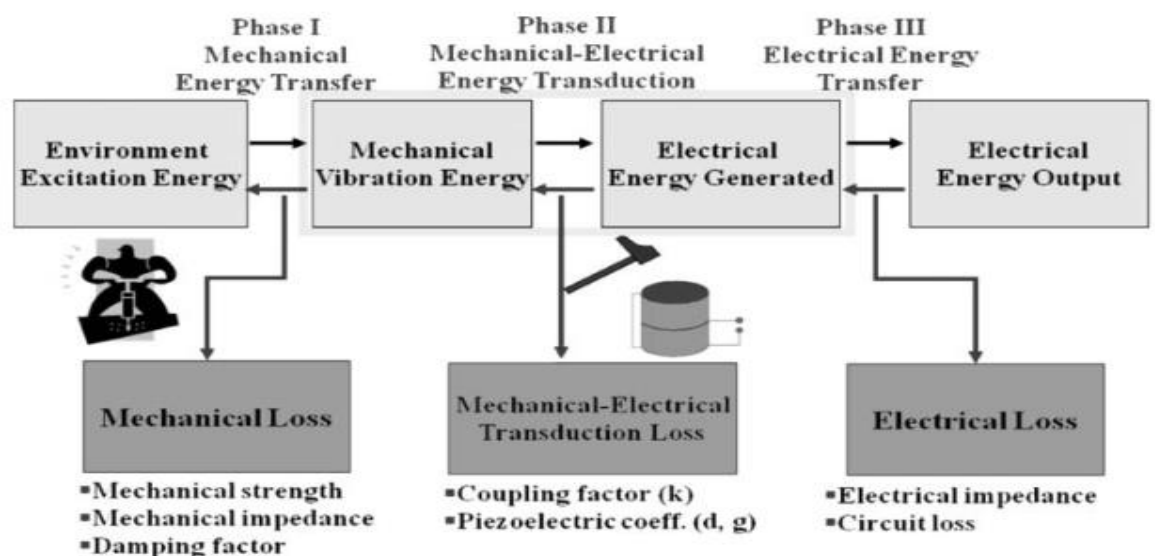 Phase I
Mechanical
Energy Transfer
Phase II
Mechanical-Electrical
Energy Transduction
Phase III
Electrical Energy
Transfer
Environment
Excitation Energy
Mechanical
Vibration Energy
Electrical
Energy Generated
Electrical
Energy Output
Mechanical Loss
Mechanical-Electrical
Transduction Loss
Electrical Loss
▪Mechanical strength
▪Mechanical impedance
▪Damping factor
▪Coupling factor (k)
▪Piezoelectric coeff. (d, g)
▪Electrical impedance
▪Circuit loss